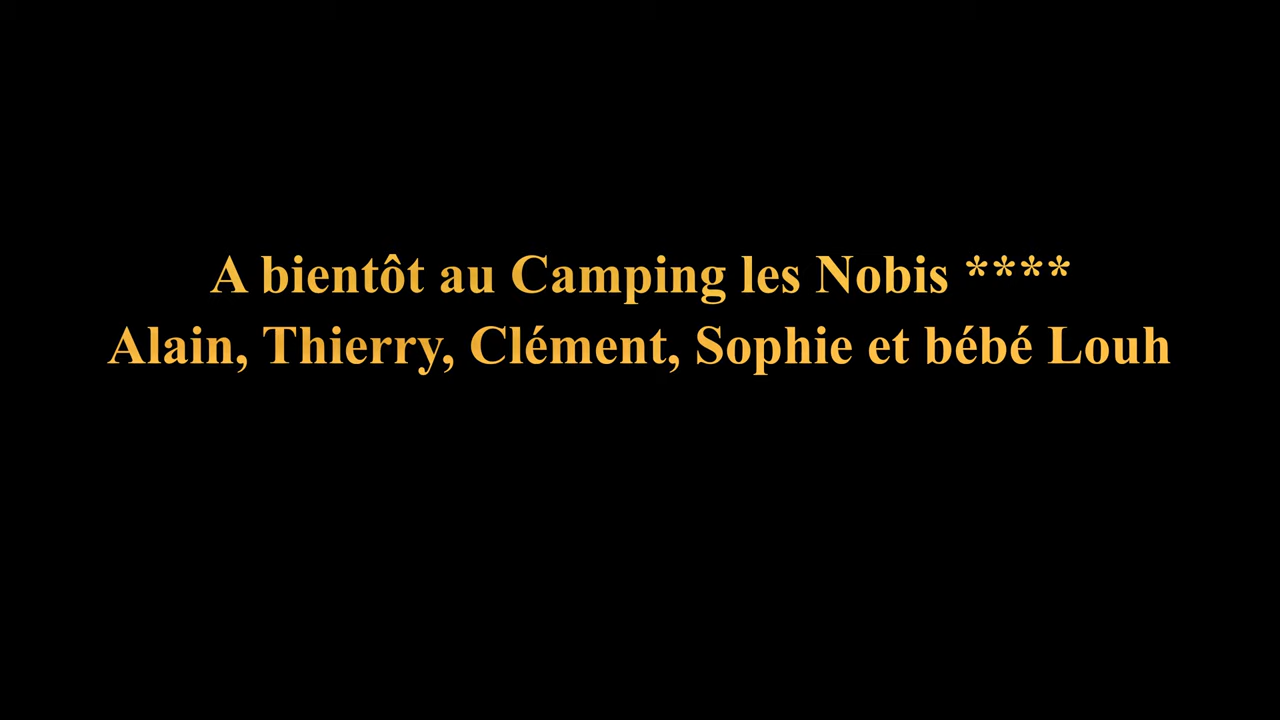 A bientôt au Camping les Nobis ****
Alain, Thierry, Clément, Sophie et bébé Louh